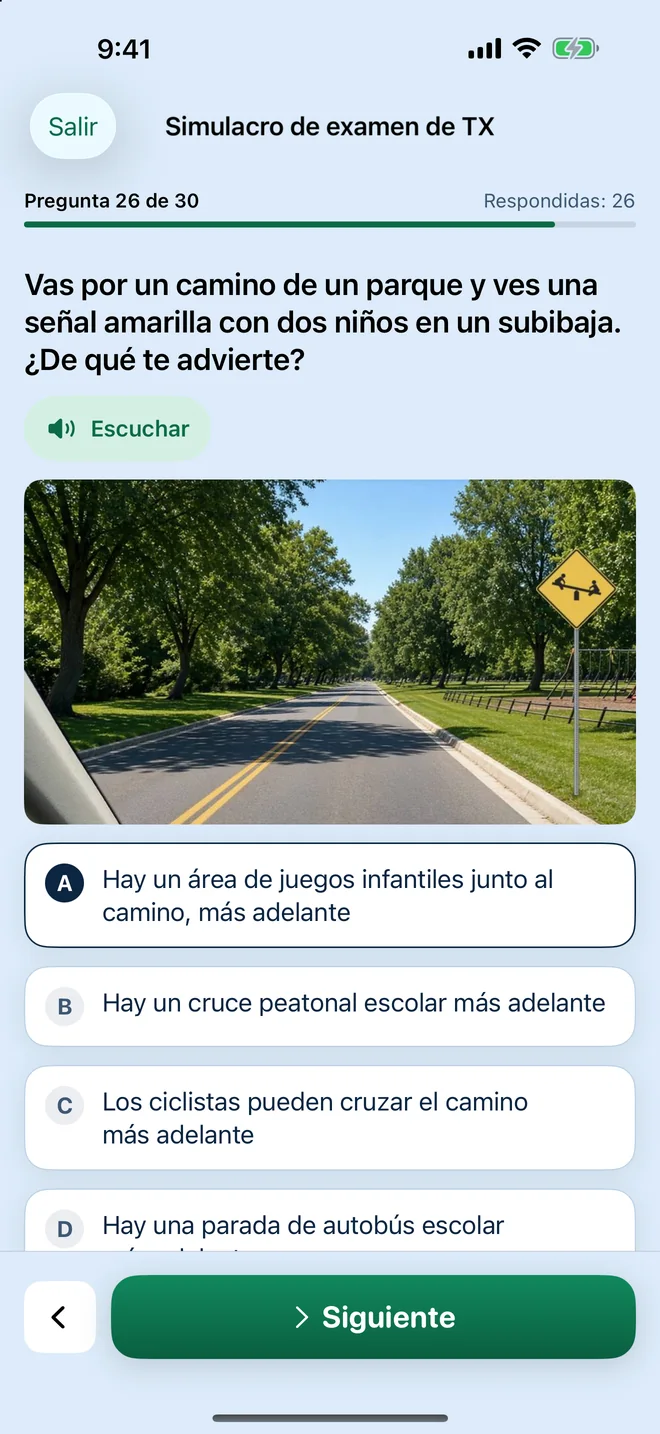 9:41
Salir
Simulacro de examen de TX
Pregunta 26 de 30
Respondidas: 26
Vas por un camino de un parque y ves una
señal amarilla con dos niños en un subibaja.
¿De qué te advierte?
Escuchar
A
Hay un área de juegos infantiles junto al
camino, más adelante
B
Hay un cruce peatonal escolar más adelante
C
Los ciclistas pueden cruzar el camino
más adelante
D
Hay una parada de autobús escolar
Siguiente